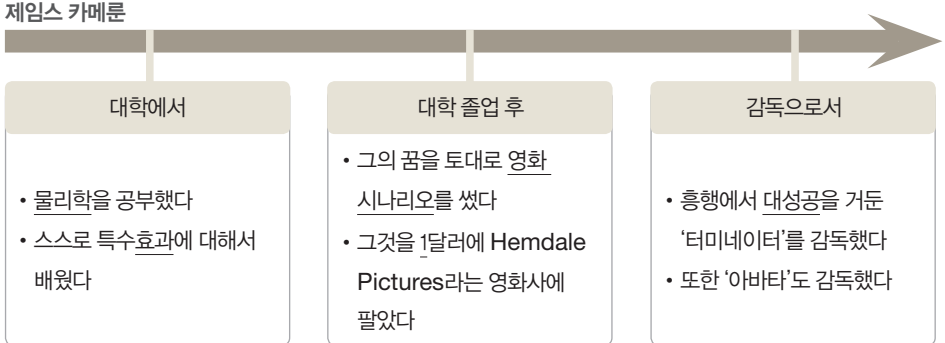 제임스 카메룬
대학에서
• 물리학을 공부했다
• 스스로 특수효과에 대해서
배웠다
대학 졸업 후
• 그의 꿈을 토대로 영화
시나리오를 썼다
• 그것을 1달러에 Hemdale
Pictures라는 영화사에
팔았다
감독으로서
• 흥행에서 대성공을 거둔
‘터미네이터’를 감독했다
• 또한 ‘아바타’도 감독했다